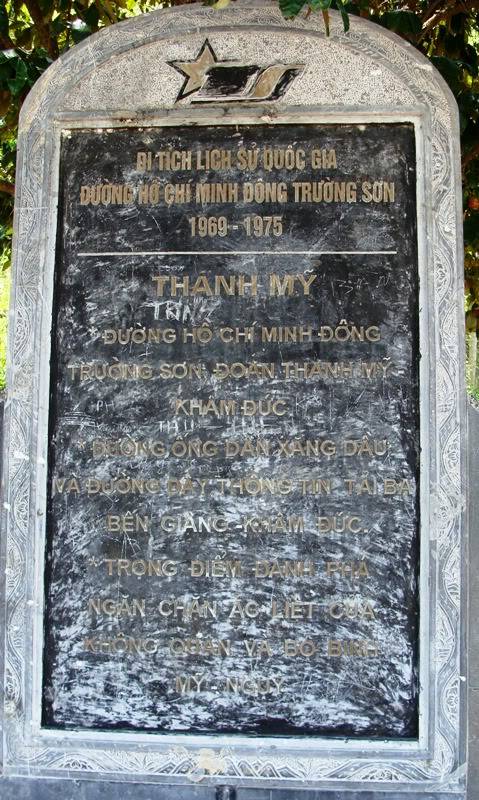 DI TÍCH LỊCH SỬ QUỐC GIA
ĐƯỜNG HỒ CHÍ MINH ĐÔNG TRƯỜNG SƠN
1969 - 1975
THẠNH MỸ
* ĐƯỜNG HỒ CHÍ MINH ĐÔNG
TRƯỜNG SƠN, ĐOẠN THẠNH MỸ -
KHÂM ĐỨC.
* ĐƯỜNG ỐNG DẪN XĂNG DẦU
VÀ ĐƯỜNG DÂY THÔNG TIN TẢI BA
BẾN GIẰNG - KHÂM ĐỨC.
* TRỌNG ĐIỂM ĐÁNH PHÁ
NGĂN CHẶN ÁC LIỆT CỦA
KHÔNG QUÂN VÀ BỘ BINH
MỸ - NGỤY